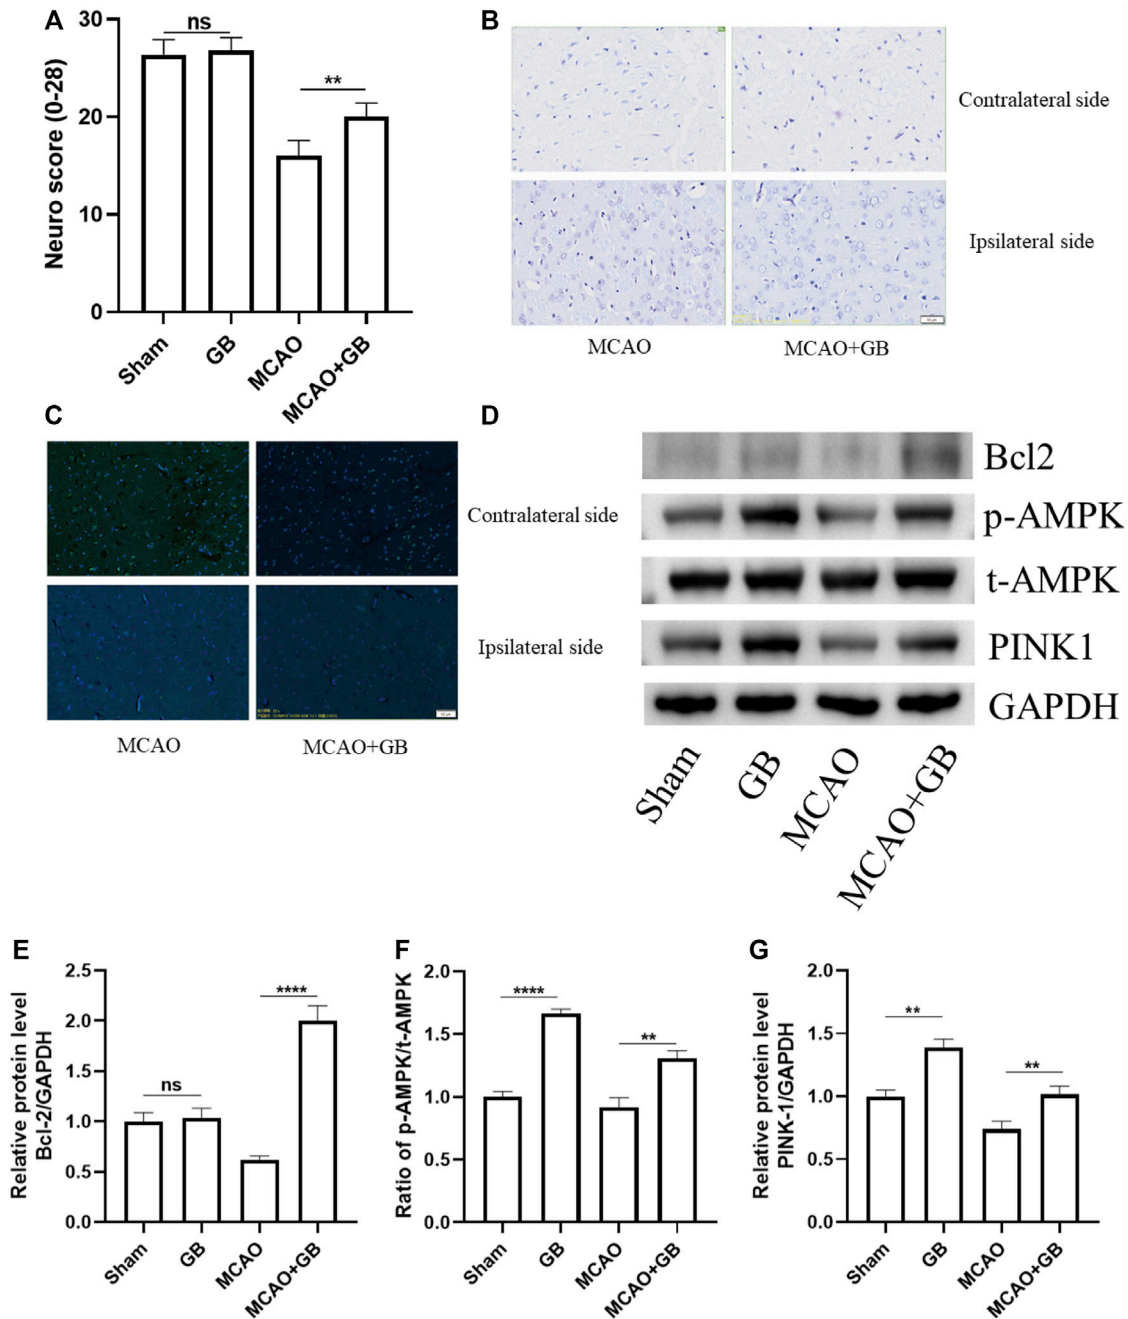 A
Neuro score (0-28)
30
20
10
0
ns
**
Sham
GB
MCAO
MCAO+GB
B
Contralateral side
Ipsilateral side
MCAO
MCAO+GB
C
Contralateral side
Ipsilateral side
MCAO
MCAO+GB
D
Bcl2
p-AMPK
t-AMPK
PINK1
GAPDH
Sham
GB
MCAO
MCAO+GB
E
Relative protein level
Bcl-2/GAPDH
2.5
2.0
1.5
1.0
0.5
0.0
ns
****
Sham
GB
MCAO
MCAO+GB
F
Ratio of p-AMPK/t-AMPK
2.0
1.5
1.0
0.5
0.0
****
**
Sham
GB
MCAO
MCAO+GB
G
Relative protein level
PINK-1/GAPDH
2.0
1.5
1.0
0.5
0.0
**
**
Sham
GB
MCAO
MCAO+GB